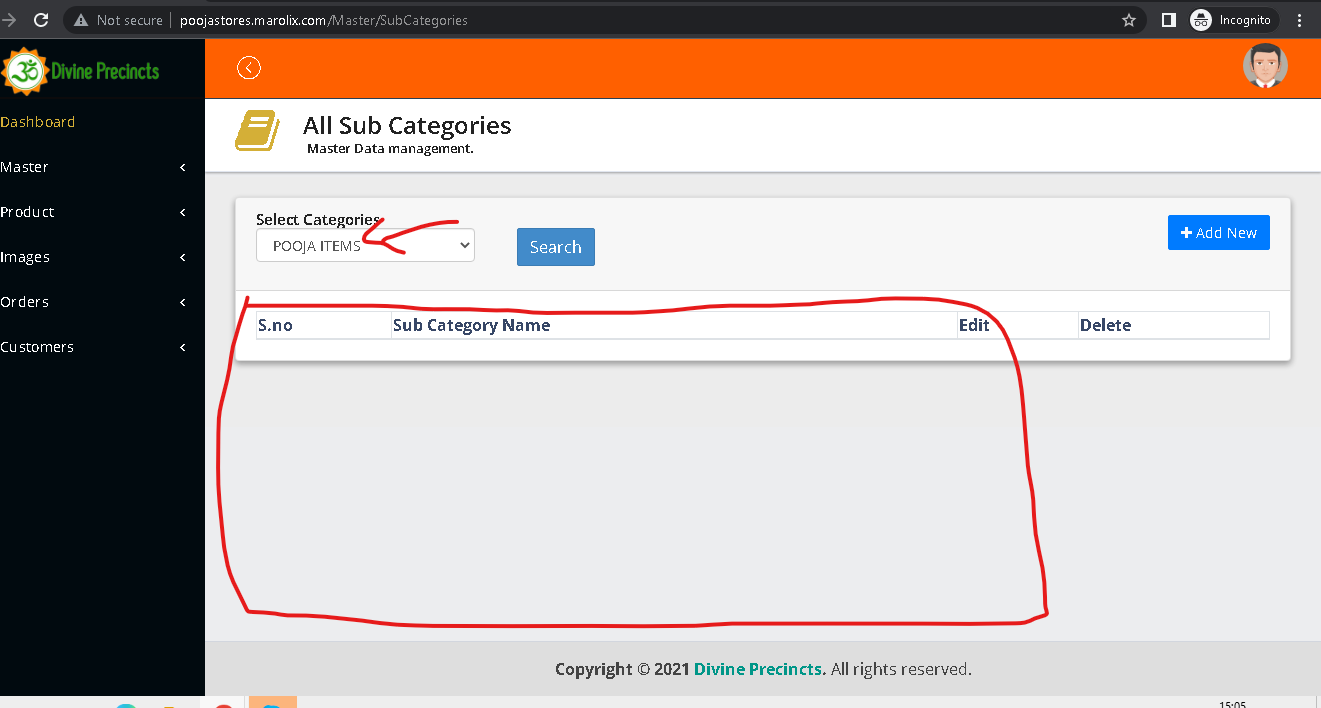 Not secure | poojastores.marolix.com/Master/SubCategories
Incognito
ॐ Divine Precincts
Dashboard
Master
Product
Images
Orders
Customers
All Sub Categories
Master Data management.
Select Categories
POOJA ITEMS
Search
+ Add New
S.no Sub Category Name Edit Delete
Copyright © 2021 Divine Precincts. All rights reserved.
15:05